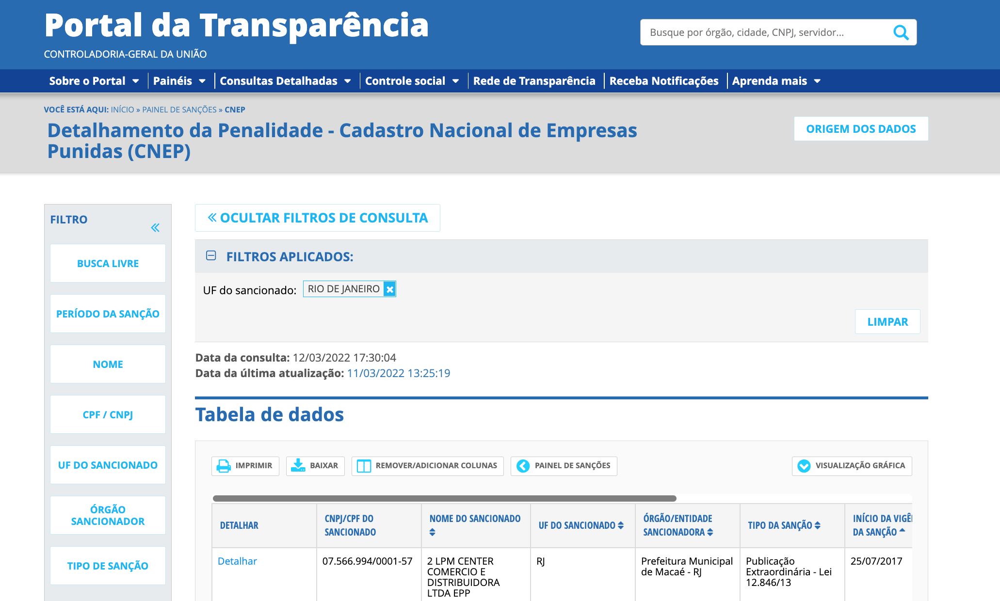 Portal da Transparência
CONTROLADORIA-GERAL DA UNIÃO
Busque por órgão, cidade, CNPJ, servidor...
Sobre o Portal
Painéis
Consultas Detalhadas
Controle social
Rede de Transparência
Receba Notificações
Aprenda mais
VOCÊ ESTÁ AQUI: INÍCIO » PAINEL DE SANÇÕES » CNEP
Detalhamento da Penalidade - Cadastro Nacional de Empresas
Punidas (CNEP)
ORIGEM DOS DADOS
FILTRO
BUSCA LIVRE
PERÍODO DA SANÇÃO
NOME
CPF / CNPJ
UF DO SANCIONADO
ÓRGÃO
SANCIONADOR
TIPO DE SANÇÃO
OCULTAR FILTROS DE CONSULTA
FILTROS APLICADOS:
UF do sancionado: RIO DE JANEIRO
LIMPAR
Data da consulta: 12/03/2022 17:30:04
Data da última atualização: 11/03/2022 13:25:19
Tabela de dados
IMPRIMIR
BAIXAR
REMOVER/ADICIONAR COLUNAS
PAINEL DE SANÇÕES
VISUALIZAÇÃO GRÁFICA
DETALHAR
CNPJ/CPF DO
SANCIONADO
NOME DO SANCIONADO
UF DO SANCIONADO
ÓRGÃO/ENTIDADE
SANCIONADORA
TIPO DA SANÇÃO
INÍCIO DA
DA SANÇÃO
Detalhar
07.566.994/0001-57
2 LPM CENTER
COMERCIO E
DISTRIBUIDORA
LTDA EPP
RJ
Prefeitura Municipal
de Macaé - RJ
Publicação
Extraordinária - Lei
12.846/13
25/07/2017